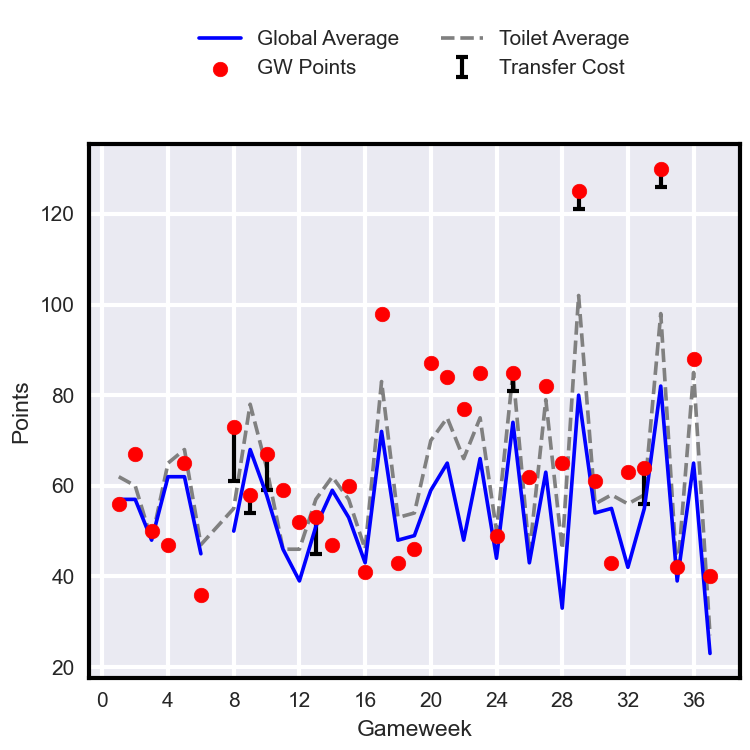 Global Average
Toilet Average
GW Points
Transfer Cost
120
100
80
60
40
20
Points
0 4 8 12 16 20 24 28 32 36
Gameweek